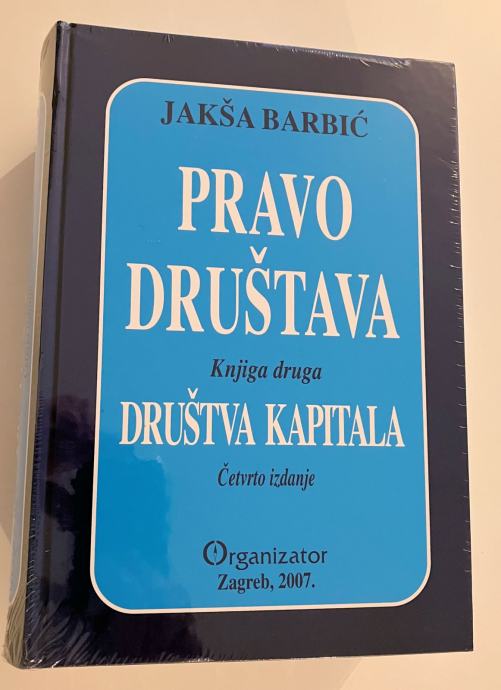 JAKŠA BARBIĆ
PRAVO
DRUŠTAVA
Knjiga druga
DRUŠTVA KAPITALA
Četvrto izdanje
Organizator
Zagreb, 2007.